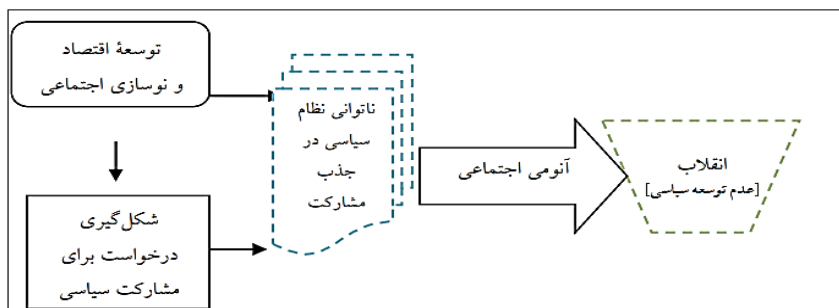 توسعۀ اقتصاد
و نوسازی اجتماعی
شکل‌گیری
درخواست برای
مشارکت سیاسی
ناتوانی نظام
سیاسی در
جذب
مشارکت
آنومی اجتماعی
انقلاب
[عدم توسعه سیاسی]